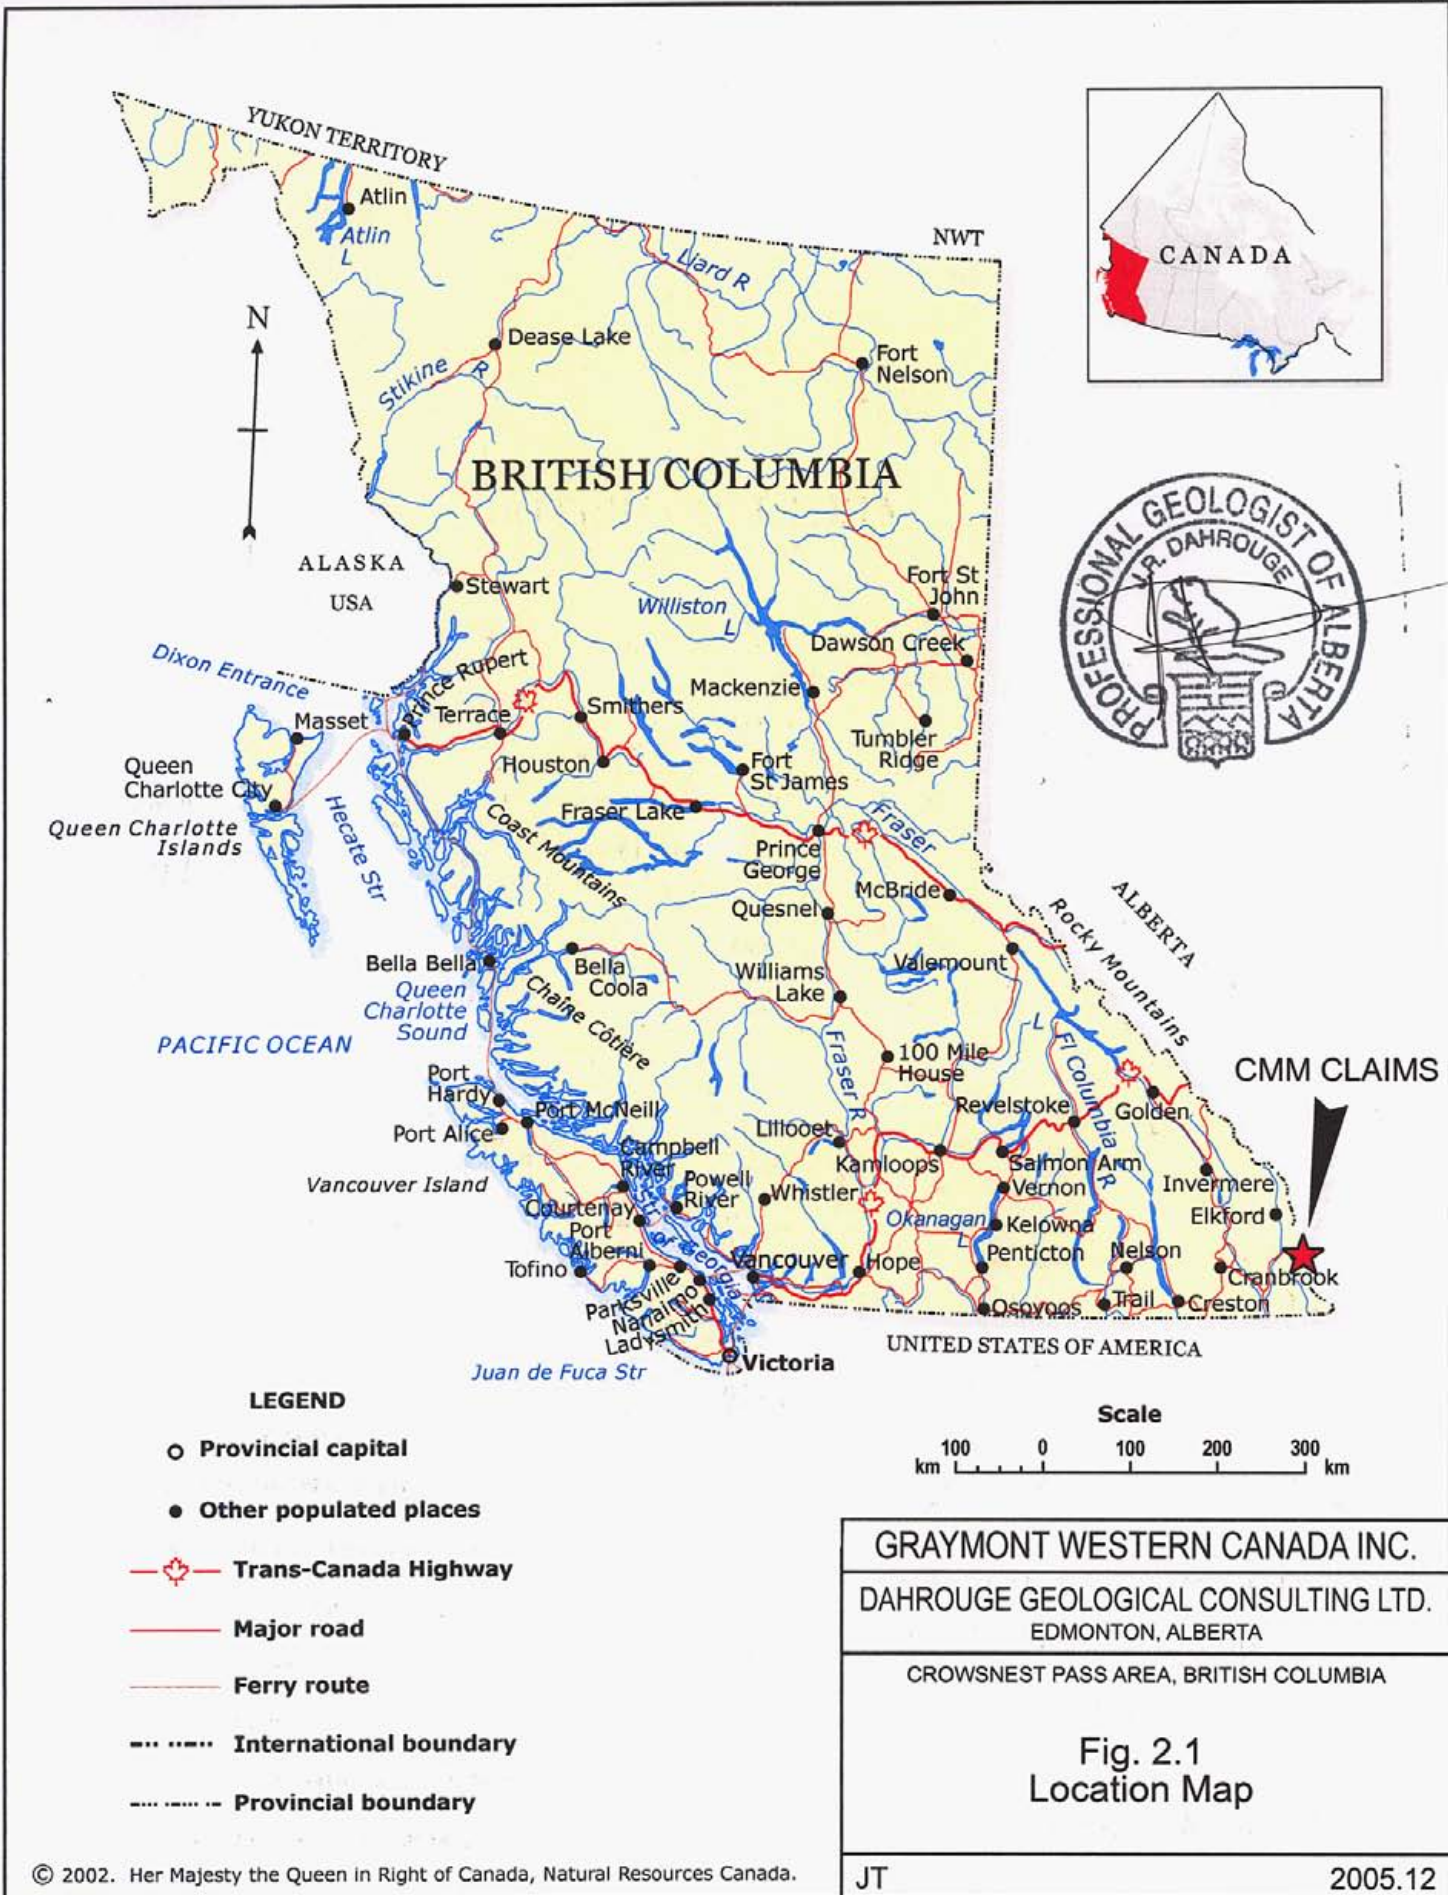 YUKON TERRITORY
NWT
Atlin
Atlin
L
Liard R
CANADA
N
Dease Lake
Stikine
R
Fort
Nelson
BRITISH COLUMBIA
PROFESSIONAL GEOLOGIST OF ALBERTA
J.R. DAHROUGE
ALASKA
USA
Stewart
Fort St
John
Williston
L
Dawson Creek
Dixon Entrance
Prince Rupert
Mackenzie
Masset
Terrace
Smithers
Tumbler
Ridge
Queen
Charlotte City
Houston
Fort
St James
Queen Charlotte
Islands
Hecate Str
Coast Mountains
Fraser Lake
Prince
George
Fraser
McBride
ALBERTA
Rocky Mountains
Quesnel
Bella Bella
Bella
Coola
Williams
Lake
Valemount
Queen
Charlotte
Sound
Chaîne Côtière
PACIFIC OCEAN
L
Fl Columbia
R
Fraser R
100 Mile
House
CMM CLAIMS
Port
Hardy
Port McNeill
Port Alice
Revelstoke
Golden
Lillooet
Kamloops
Salmon Arm
Campbell
River
Powell
River
Vancouver Island
Whistler
Vernon
Invermere
Courtenay
Str of Georgia
Okanagan
L
Kelowna
Elkford
Port
Alberni
Tofino
Vancouver
Hope
Penticton
Nelson
Cranbrook
Parksville
Nanaimo
Ladysmith
Osoyoos
Trail
Creston
UNITED STATES OF AMERICA
Victoria
Juan de Fuca Str
LEGEND
Provincial capital
Other populated places
Trans-Canada Highway
Major road
Ferry route
International boundary
Provincial boundary
Scale
100 0 100 200 300
km km
GRAYMONT WESTERN CANADA INC.
DAHROUGE GEOLOGICAL CONSULTING LTD.
EDMONTON, ALBERTA
CROWSNEST PASS AREA, BRITISH COLUMBIA
Fig. 2.1
Location Map
JT 2005.12
© 2002. Her Majesty the Queen in Right of Canada, Natural Resources Canada.